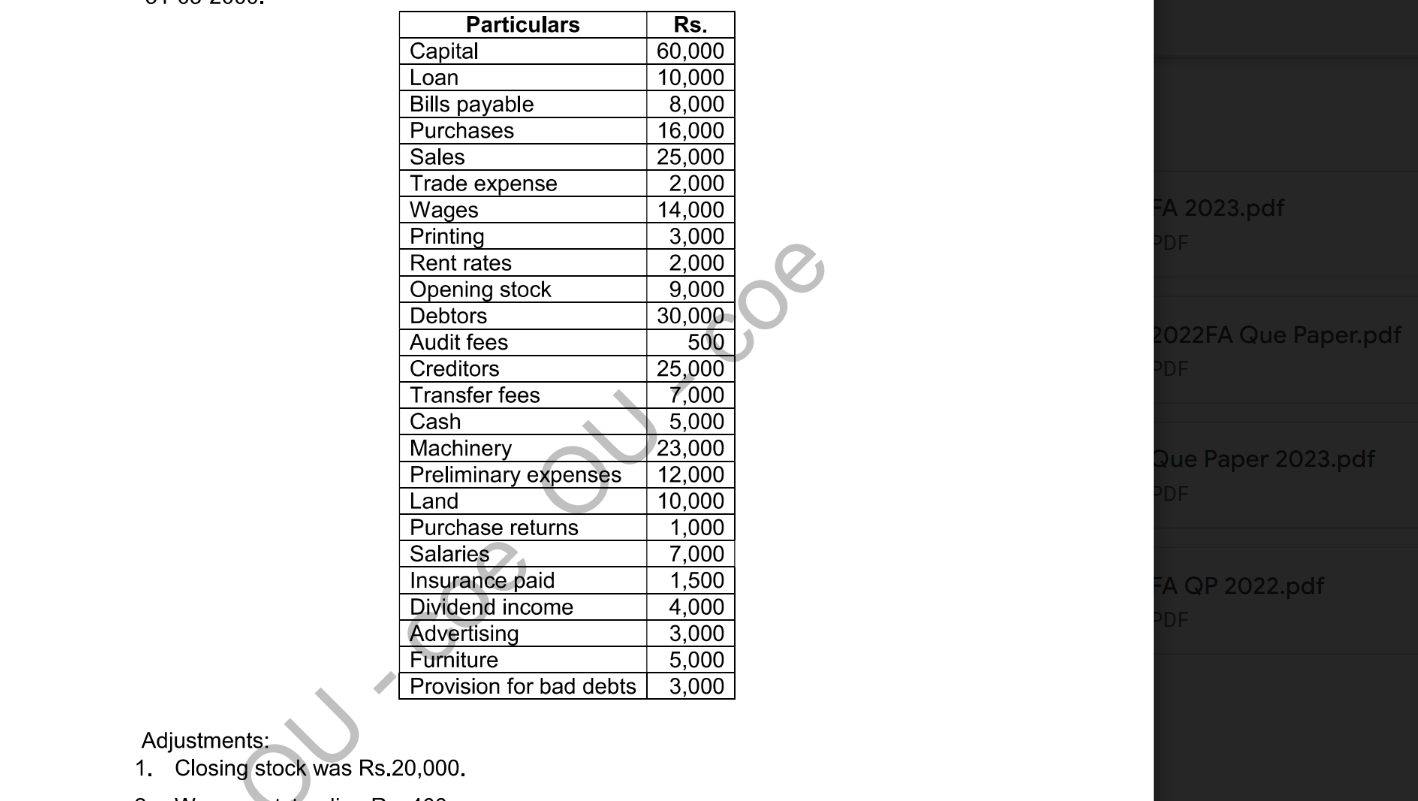 Particulars Rs.
Capital 60,000
Loan 10,000
Bills payable 8,000
Purchases 16,000
Sales 25,000
Trade expense 2,000
Wages 14,000
Printing 3,000
Rent rates 2,000
Opening stock 9,000
Debtors 30,000
Audit fees 500
Creditors 25,000
Transfer fees 7,000
Cash 5,000
Machinery 23,000
Preliminary expenses 12,000
Land 10,000
Purchase returns 1,000
Salaries 7,000
Insurance paid 1,500
Dividend income 4,000
Advertising 3,000
Furniture 5,000
Provision for bad debts 3,000
Adjustments:
1. Closing stock was Rs.20,000.
OU - coe OU - coe
FA 2023.pdf
PDF
2022FA Que Paper.pdf
PDF
Que Paper 2023.pdf
PDF
FA QP 2022.pdf
PDF